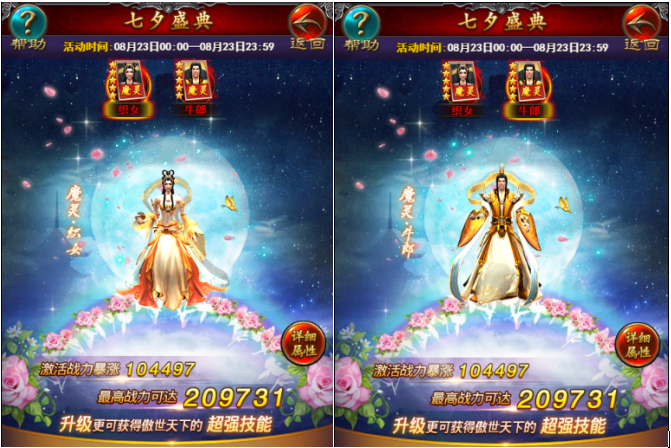 七夕盛典
帮助
返回
活动时间:08月23日00:00—08月23日23:59
魔灵
魔灵
织女
牛郎
魔灵·织女
详细属性
激活战力暴涨 104497
最高战力可达 209731
升级更可获得傲世天下的 超强技能
七夕盛典
帮助
返回
活动时间:08月23日00:00—08月23日23:59
魔灵
魔灵
织女
牛郎
魔灵·牛郎
详细属性
激活战力暴涨 104497
最高战力可达 209731
升级更可获得傲世天下的 超强技能